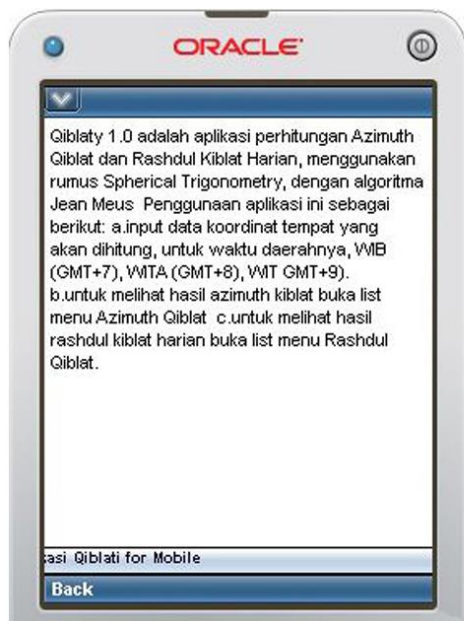 ORACLE
Qiblaty 1.0 adalah aplikasi perhitungan Azimuth
Qiblat dan Rashdul Kiblat Harian, menggunakan
rumus Spherical Trigonometry, dengan algoritma
Jean Meus  Penggunaan aplikasi ini sebagai
berikut: a.input data koordinat tempat yang
akan dihitung, untuk waktu daerahnya, WIB
(GMT+7), WITA (GMT+8), WIT GMT+9).
b.untuk melihat hasil azimuth kiblat buka list
menu Azimuth Qiblat  c.untuk melihat hasil
rashdul kiblat harian buka list menu Rashdul
Qiblat.
asi Qiblati for Mobile
Back